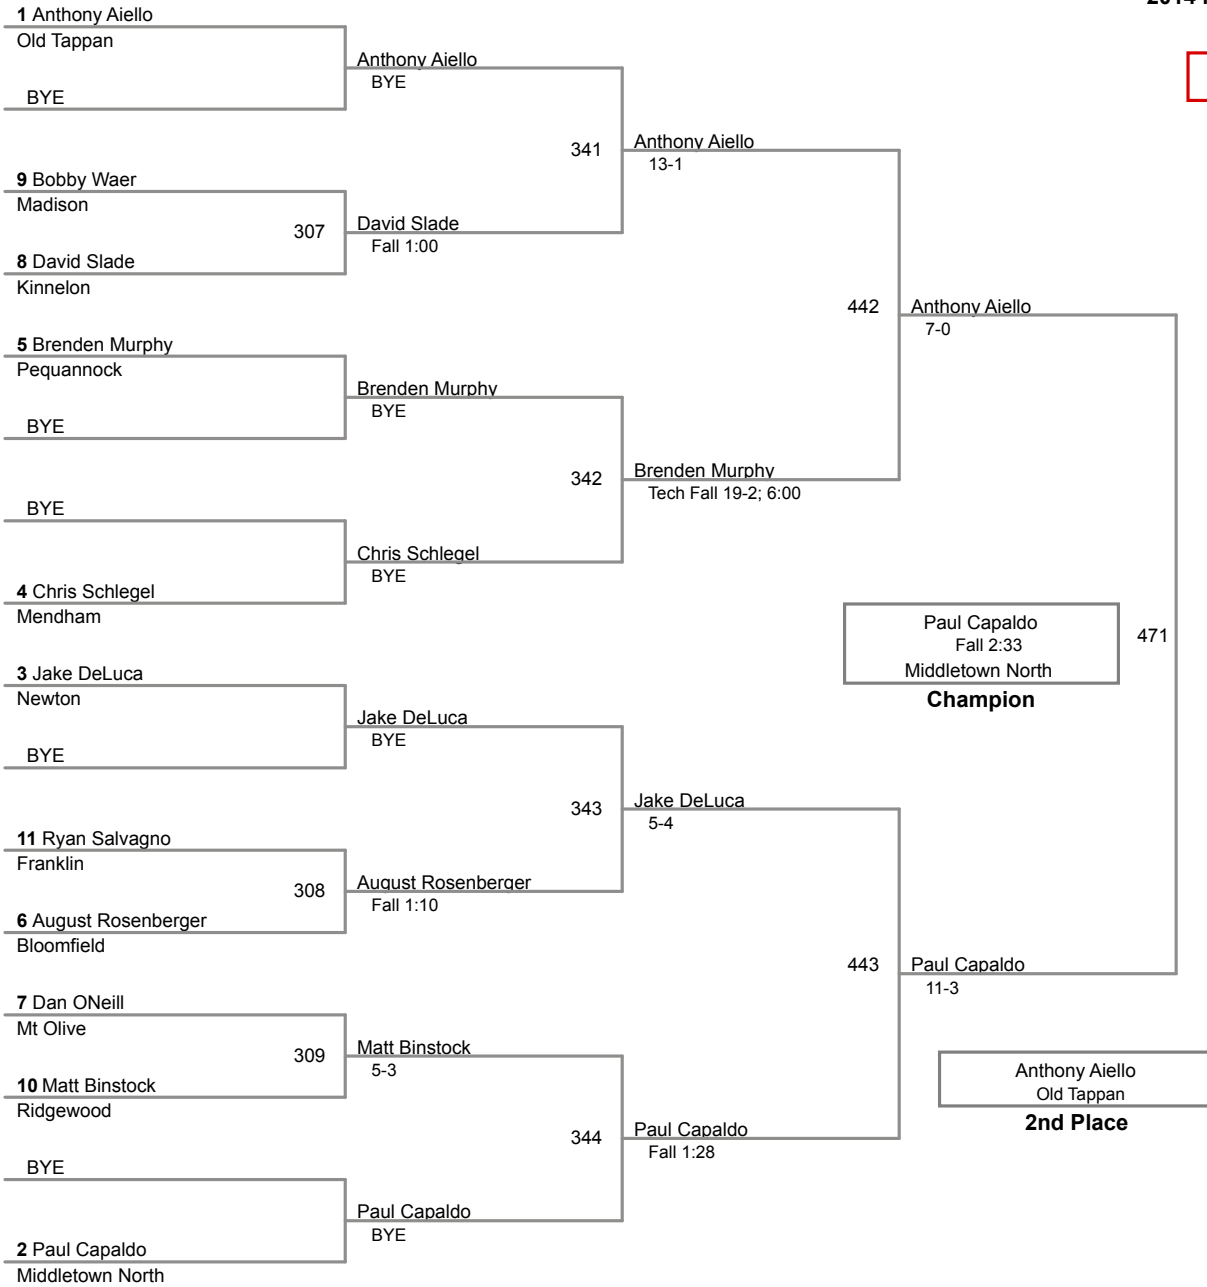 1 Anthony Aiello
Old Tappan
BYE
9 Bobby Waer
Madison
307
8 David Slade
Kinnelon
5 Brenden Murphy
Pequannock
BYE
BYE
4 Chris Schlegel
Mendham
3 Jake DeLuca
Newton
BYE
11 Ryan Salvagno
Franklin
308
6 August Rosenberger
Bloomfield
7 Dan ONeill
Mt Olive
309
10 Matt Binstock
Ridgewood
BYE
2 Paul Capaldo
Middletown North
Anthony Aiello
BYE
341
David Slade
Fall 1:00
Brenden Murphy
BYE
342
Chris Schlegel
BYE
Jake DeLuca
BYE
343
August Rosenberger
Fall 1:10
Matt Binstock
5-3
344
Paul Capaldo
BYE
Anthony Aiello
13-1
442
Brenden Murphy
Tech Fall 19-2; 6:00
Jake DeLuca
5-4
443
Paul Capaldo
Fall 1:28
Anthony Aiello
7-0
471
Paul Capaldo
11-3
Paul Capaldo
Fall 2:33
Middletown North
Champion
Anthony Aiello
Old Tappan
2nd Place